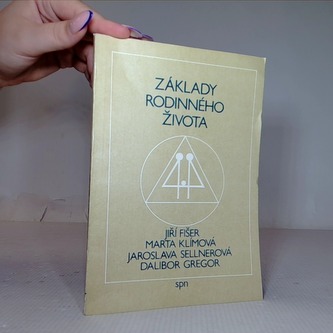 ZÁKLADY
RODINNÉHO
ŽIVOTA
JIŘÍ FIŠER
MARTA KLÍMOVÁ
JAROSLAVA SELLNEROVÁ
DALIBOR GREGOR
spn